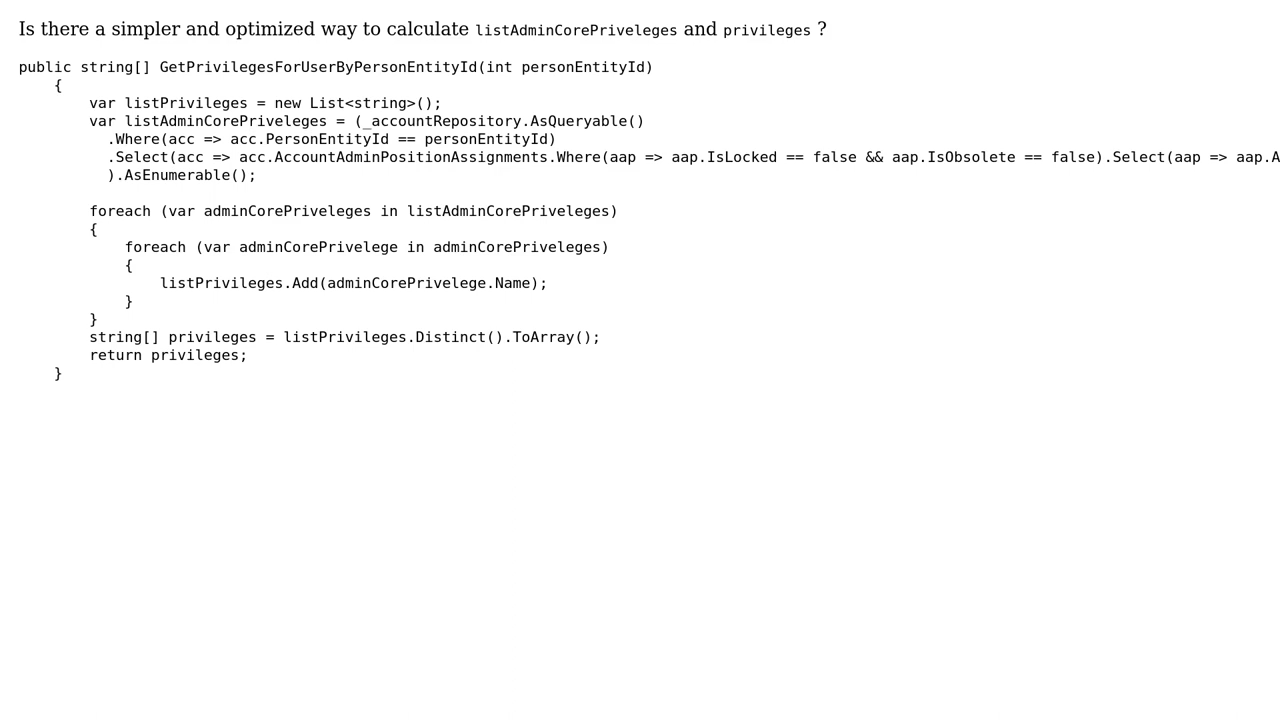 Is there a simpler and optimized way to calculate listAdminCorePriveleges and privileges ?
public string[] GetPrivilegesForUserByPersonEntityId(int personEntityId)
    {
        var listPrivileges = new List<string>();
        var listAdminCorePriveleges = (_accountRepository.AsQueryable()
          .Where(acc => acc.PersonEntityId == personEntityId)
          .Select(acc => acc.AccountAdminPositionAssignments.Where(aap => aap.IsLocked == false && aap.IsObsolete == false).Select(aap => aap.A
          ).AsEnumerable();
        foreach (var adminCorePriveleges in listAdminCorePriveleges)
        {
            foreach (var adminCorePrivelege in adminCorePriveleges)
            {
                listPrivileges.Add(adminCorePrivelege.Name);
            }
        }
        string[] privileges = listPrivileges.Distinct().ToArray();
        return privileges;
    }